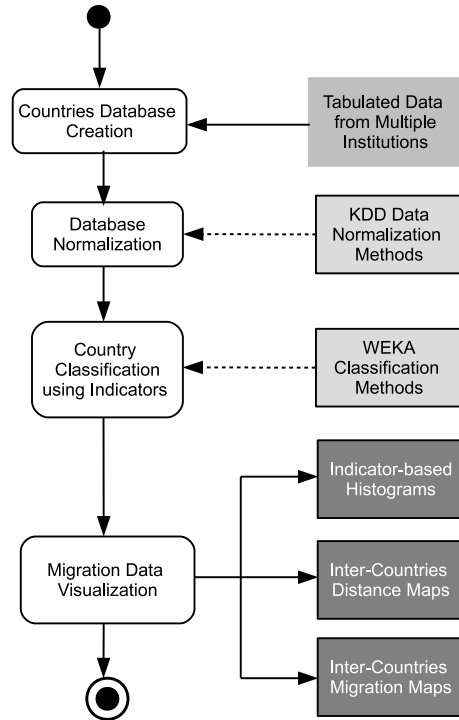 Countries Database
Creation
Tabulated Data
from Multiple
Institutions
Database
Normalization
KDD Data
Normalization
Methods
Country
Classification
using Indicators
WEKA
Classification
Methods
Indicator-based
Histograms
Migration Data
Visualization
Inter-Countries
Distance Maps
Inter-Countries
Migration Maps